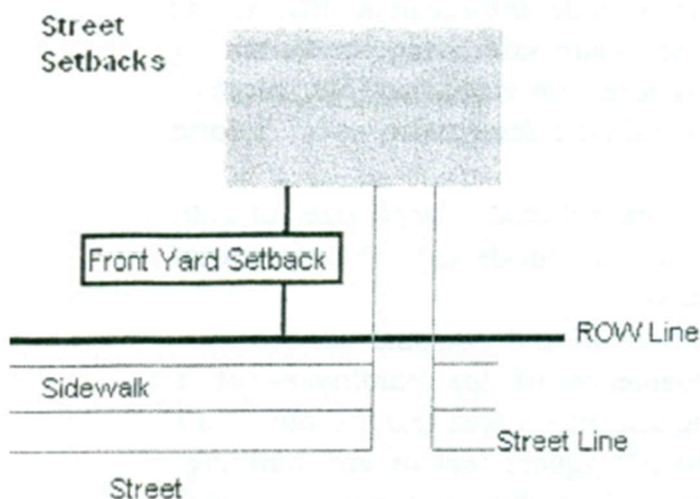 Street
Setbacks
Front Yard Setback
ROW Line
Sidewalk
Street Line
Street